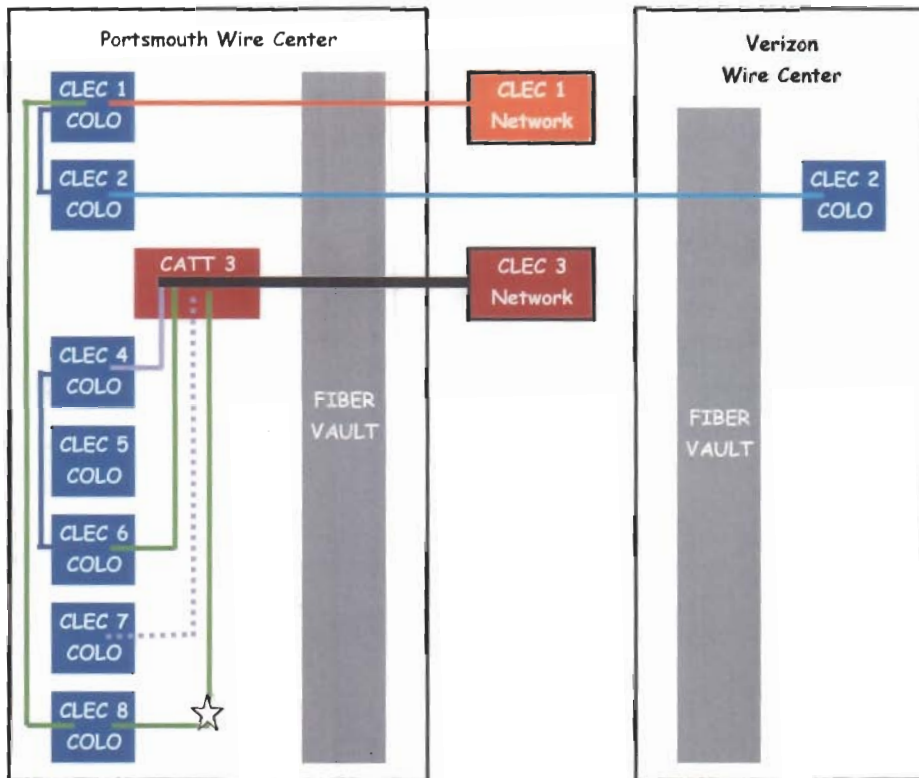 Portsmouth Wire Center
CLEC 1
COLO
CLEC 2
COLO
CATT 3
CLEC 4
COLO
CLEC 5
COLO
CLEC 6
COLO
CLEC 7
COLO
CLEC 8
COLO
FIBER
VAULT
CLEC 1
Network
CLEC 3
Network
Verizon
Wire Center
CLEC 2
COLO
FIBER
VAULT